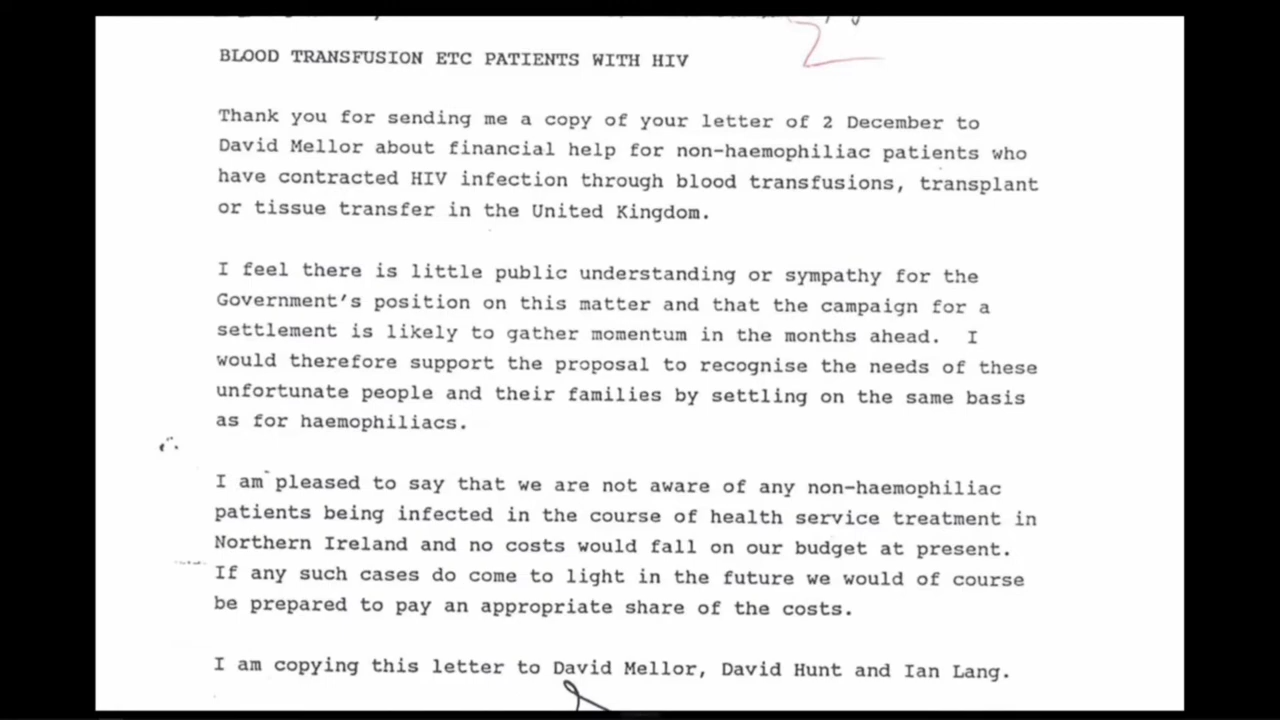 BLOOD TRANSFUSION ETC PATIENTS WITH HIV
Thank you for sending me a copy of your letter of 2 December to
David Mellor about financial help for non-haemophiliac patients who
have contracted HIV infection through blood transfusions, transplant
or tissue transfer in the United Kingdom.
I feel there is little public understanding or sympathy for the
Government's position on this matter and that the campaign for a
settlement is likely to gather momentum in the months ahead. I
would therefore support the proposal to recognise the needs of these
unfortunate people and their families by settling on the same basis
as for haemophiliacs.
I am pleased to say that we are not aware of any non-haemophiliac
patients being infected in the course of health service treatment in
Northern Ireland and no costs would fall on our budget at present.
If any such cases do come to light in the future we would of course
be prepared to pay an appropriate share of the costs.
I am copying this letter to David Mellor, David Hunt and Ian Lang.